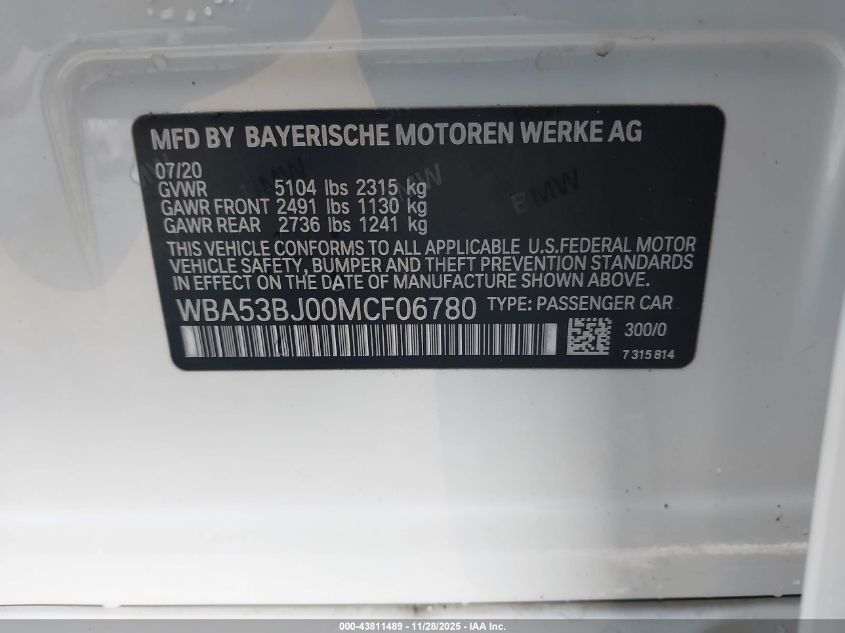 MFD BY BAYERISCHE MOTOREN WERKE AG
07/20
GVWR 5104 lbs 2315 kg
GAWR FRONT 2491 lbs 1130 kg
GAWR REAR 2736 lbs 1241 kg
THIS VEHICLE CONFORMS TO ALL APPLICABLE U.S.FEDERAL MOTOR
VEHICLE SAFETY, BUMPER AND THEFT PREVENTION STANDARDS
IN EFFECT ON THE DATE OF MANUFACTURE SHOWN ABOVE.
WBA53BJ00MCF06780 TYPE: PASSENGER CAR
300/0
7 315 814
000-43811489 - 11/28/2025 - IAA Inc.